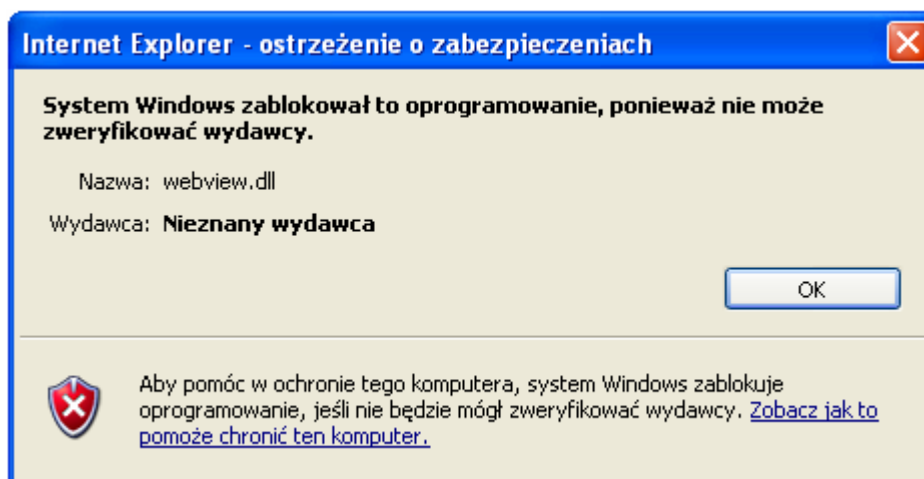 Internet Explorer - ostrzeżenie o zabezpieczeniach
System Windows zablokował to oprogramowanie, ponieważ nie może
zweryfikować wydawcy.
Nazwa: webview.dll
Wydawca: Nieznany wydawca
OK
Aby pomóc w ochronie tego komputera, system Windows zablokuje
oprogramowanie, jeśli nie będzie mógł zweryfikować wydawcy. Zobacz jak to
pomoże chronić ten komputer.